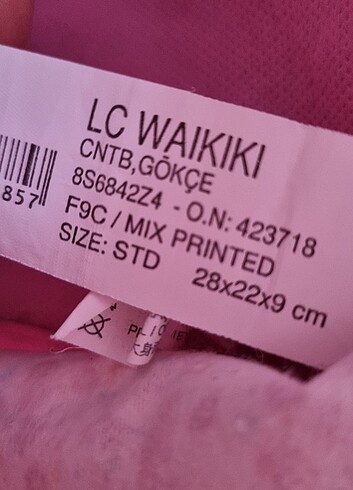 LC WAIKIKI
CNTB,GÖKÇE
8S6842Z4 - O.N: 423718
857
F9C / MIX PRINTED
SIZE: STD 28x22x9 cm